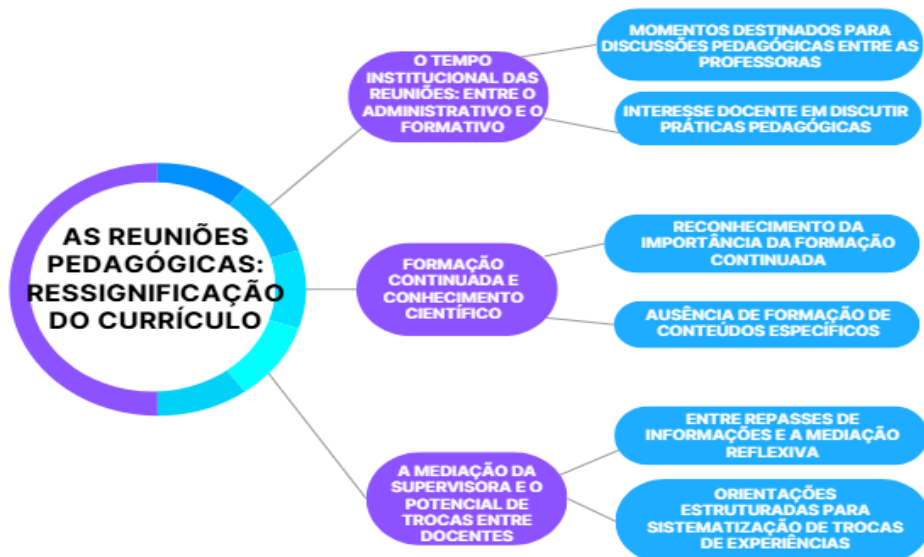 AS REUNIÕES
PEDAGÓGICAS:
RESSIGNIFICAÇÃO
DO CURRÍCULO
O TEMPO
INSTITUCIONAL DAS
REUNIÕES: ENTRE O
ADMINISTRATIVO E O
FORMATIVO
MOMENTOS DESTINADOS PARA
DISCUSSÕES PEDAGÓGICAS ENTRE AS
PROFESSORAS
INTERESSE DOCENTE EM DISCUTIR
PRÁTICAS PEDAGÓGICAS
FORMAÇÃO
CONTINUADA E
CONHECIMENTO
CIENTÍFICO
RECONHECIMENTO DA
IMPORTÂNCIA DA FORMAÇÃO
CONTINUADA
AUSÊNCIA DE FORMAÇÃO DE
CONTEÚDOS ESPECÍFICOS
A MEDIAÇÃO DA
SUPERVISORA E O
POTENCIAL DE
TROCAS ENTRE
DOCENTES
ENTRE REPASSES DE
INFORMAÇÕES E A MEDIAÇÃO
REFLEXIVA
ORIENTAÇÕES
ESTRUTURADAS PARA
SISTEMATIZAÇÃO DE TROCAS
DE EXPERIÊNCIAS